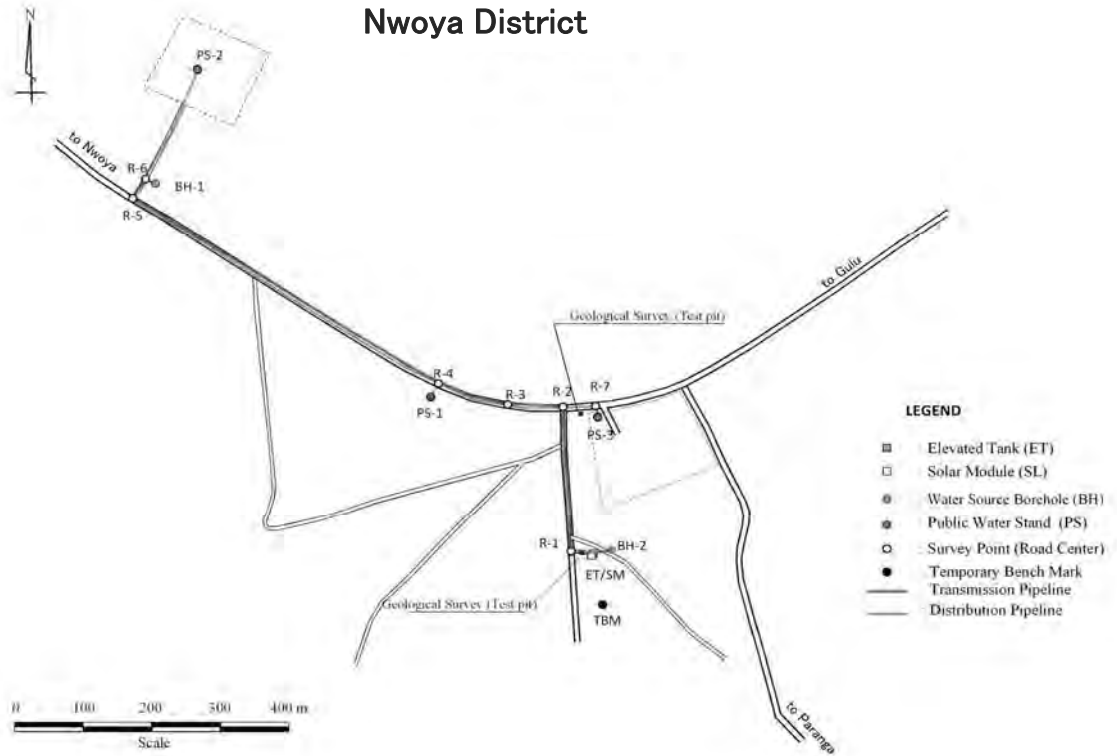 Nwoya District
N
PS-2
to Nwoya
R-6
BH-1
R-5
to Gulu
Geological Survey (Test pit)
R-4
R-3
R-2
R-7
PS-1
PS-3
R-1
BH-2
ET/SM
Geological Survey (Test pit)
TBM
to Paranga
LEGEND
Elevated Tank (ET)
Solar Module (SL)
Water Source Borehole (BH)
Public Water Stand (PS)
Survey Point (Road Center)
Temporary Bench Mark
Transmission Pipeline
Distribution Pipeline
0 100 200 300 400 m
Scale